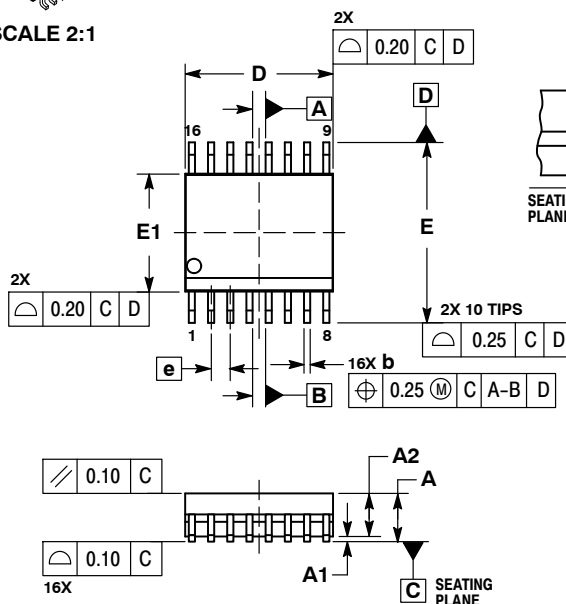 SCALE 2:1
2X
⌓ 0.20 C D
D
A
D
16
9
E1
E
SEATI
PLANE
2X
⌓ 0.20 C D
2X 10 TIPS
⌓ 0.25 C D
1
8
e
16X b
B
⌖ 0.25 Ⓜ C A-B D
⫽ 0.10 C
A2
A
⌓ 0.10 C
16X
A1
C SEATING
PLANE